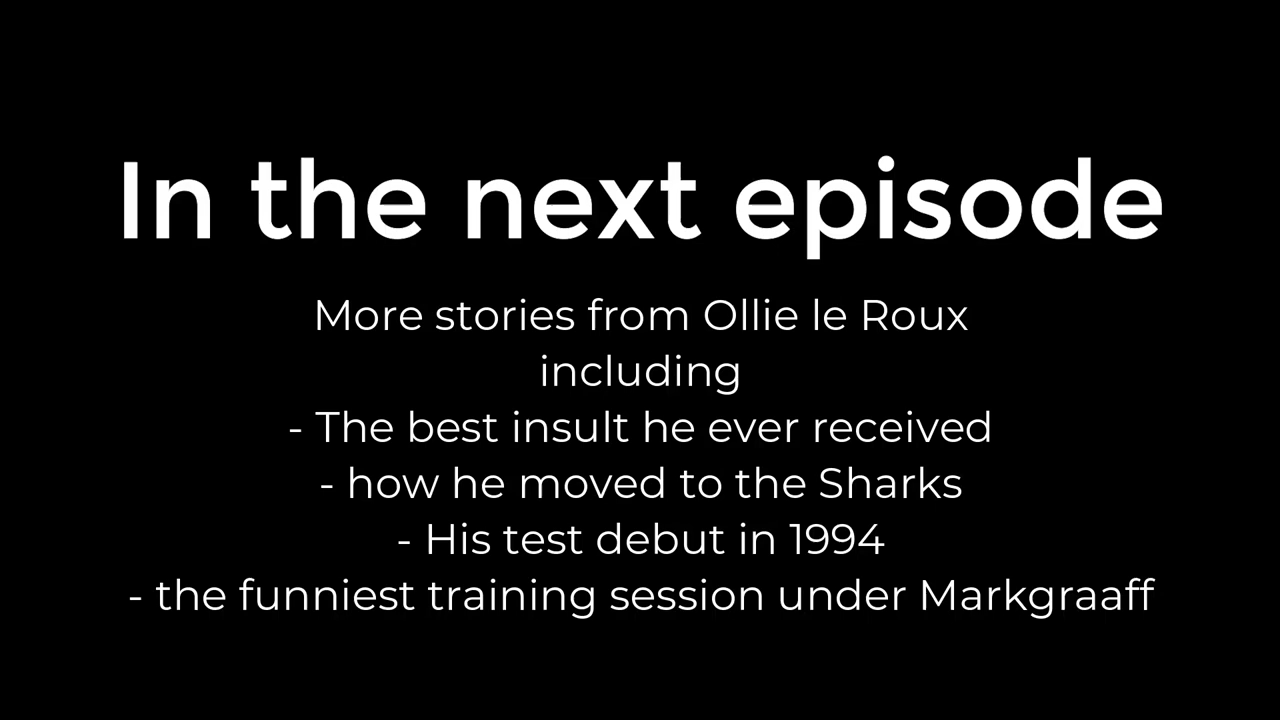 In the next episode
More stories from Ollie le Roux
including
- The best insult he ever received
- how he moved to the Sharks
- His test debut in 1994
- the funniest training session under Markgraaff